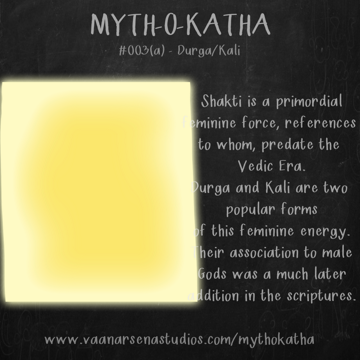 MYTH-O-KATHA
#003(a) - Durga/Kali
Shakti is a primordial
feminine force, references
to whom, predate the
Vedic Era.
Durga and Kali are two
popular forms
of this feminine energy.
Their association to male
Gods was a much later
addition in the scriptures.
www.vaanarsenastudios.com/mythokatha